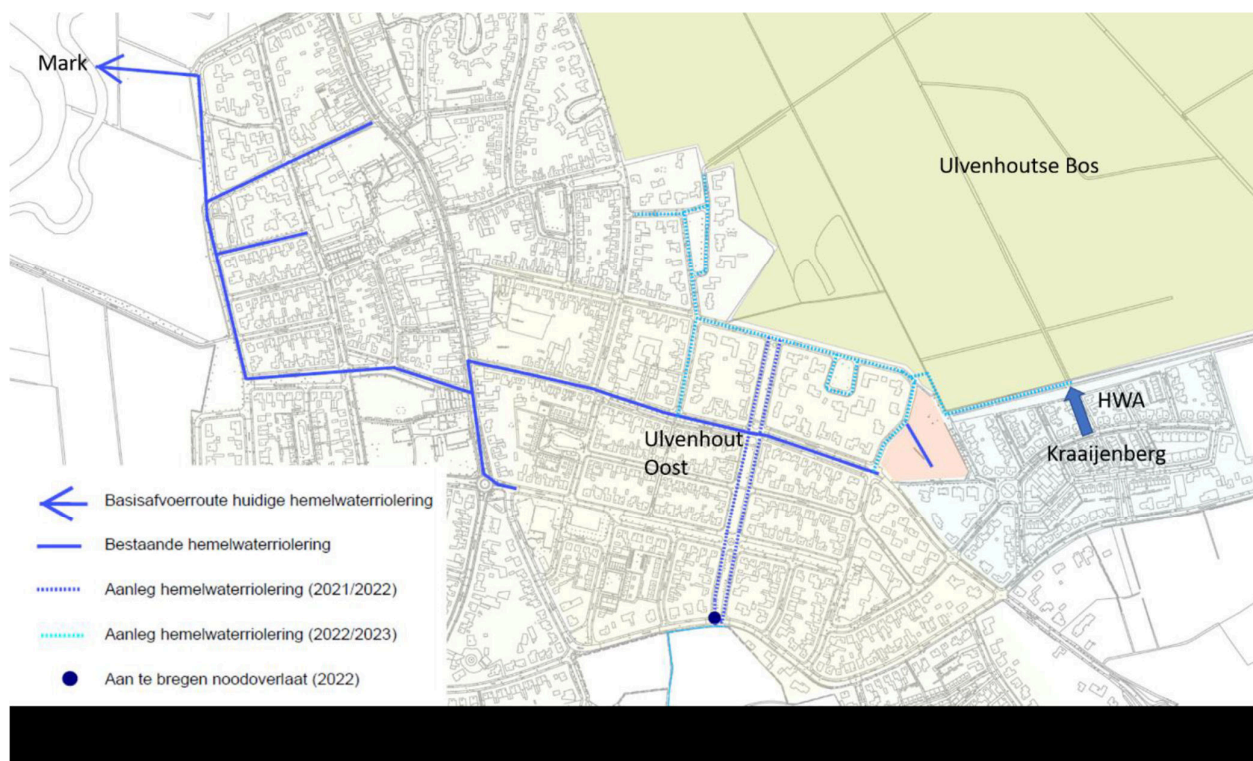 Mark
Ulvenhoutse Bos
HWA
Kraaijenberg
Ulvenhout
Oost
Basisafvoerroute huidige hemelwaterriolering
Bestaande hemelwaterriolering
Aanleg hemelwaterriolering (2021/2022)
Aanleg hemelwaterriolering (2022/2023)
Aan te bregen noodoverlaat (2022)